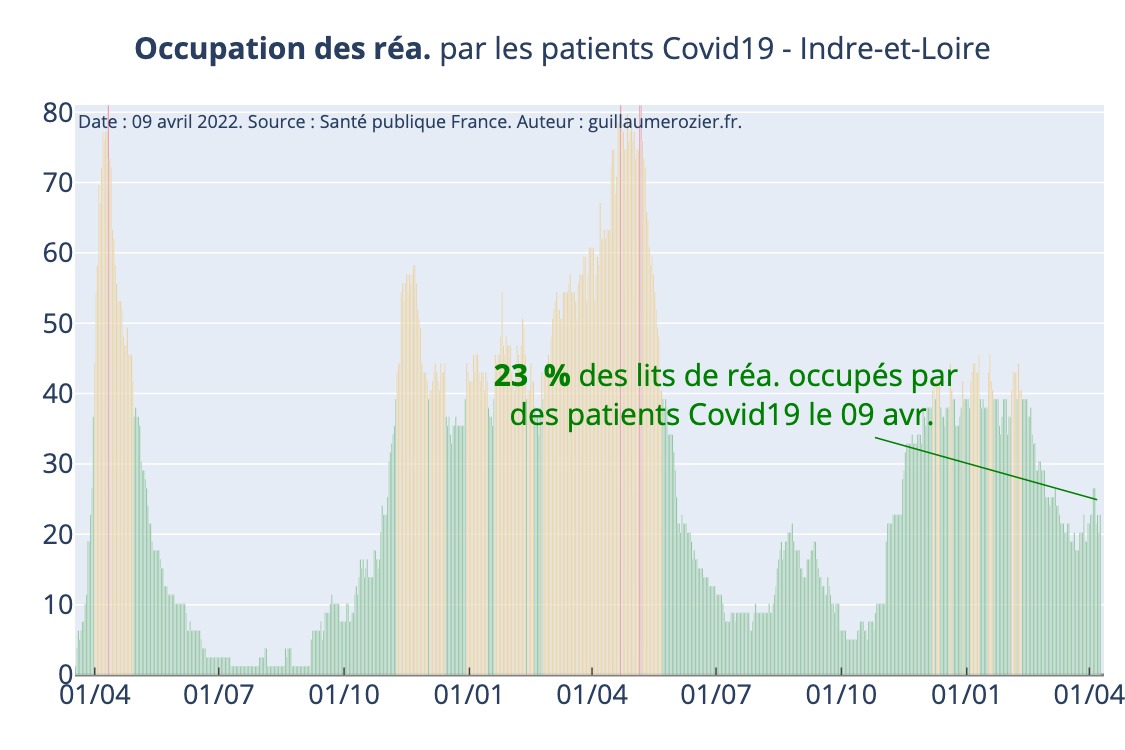 Occupation des réa. par les patients Covid19 - Indre-et-Loire
80
Date : 09 avril 2022. Source : Santé publique France. Auteur : guillaumerozier.fr.
70
60
50
40
30
20
10
0
23 % des lits de réa. occupés par
des patients Covid19 le 09 avr.
01/04 01/07 01/10 01/01 01/04 01/07 01/10 01/01 01/04